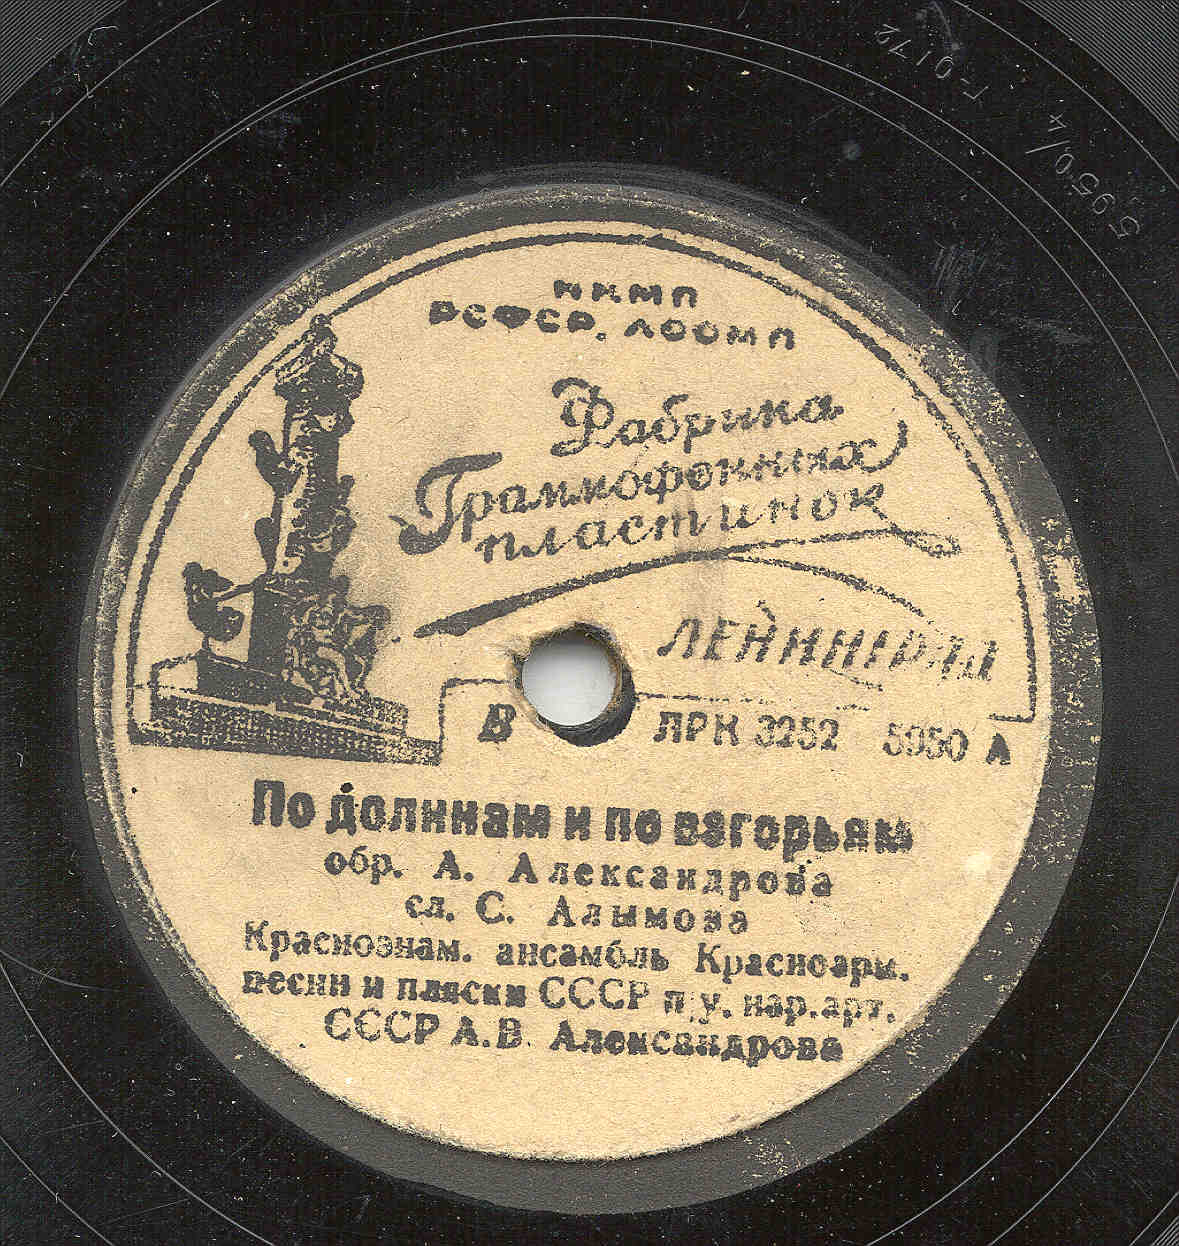 НКМП
РСФСР, ЛООМП
Фабрика
Граммофонных
пластинок
ЛЕНИНГРАД
В ЛРК 3252 5950 А
По долинам и по взгорьям
обр. А. Александрова
сл. С. Алымова
Краснознам. ансамбль Красноарм.
песни и пляски СССР п/у. нар.арт.
СССР А.В. Александрова
5950/4